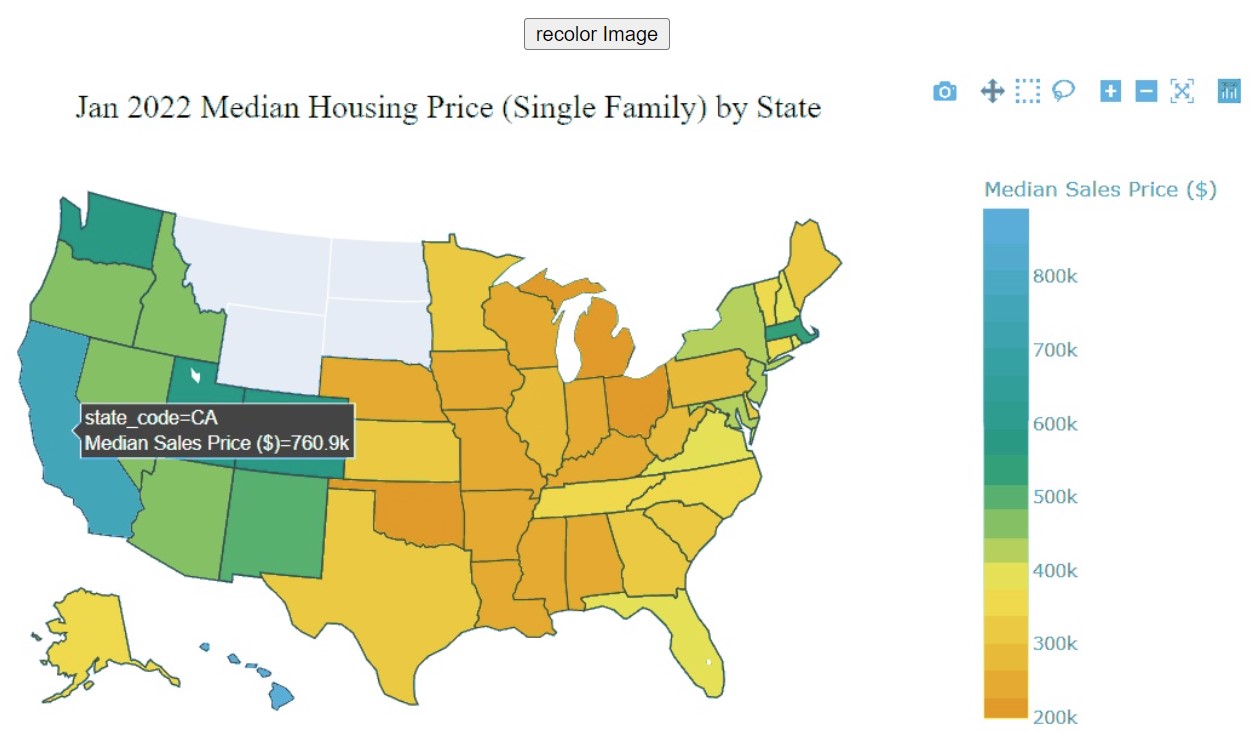 recolor Image
Jan 2022 Median Housing Price (Single Family) by State
Median Sales Price ($)
800k
700k
600k
500k
400k
300k
200k
state_code=CA
Median Sales Price ($)=760.9k